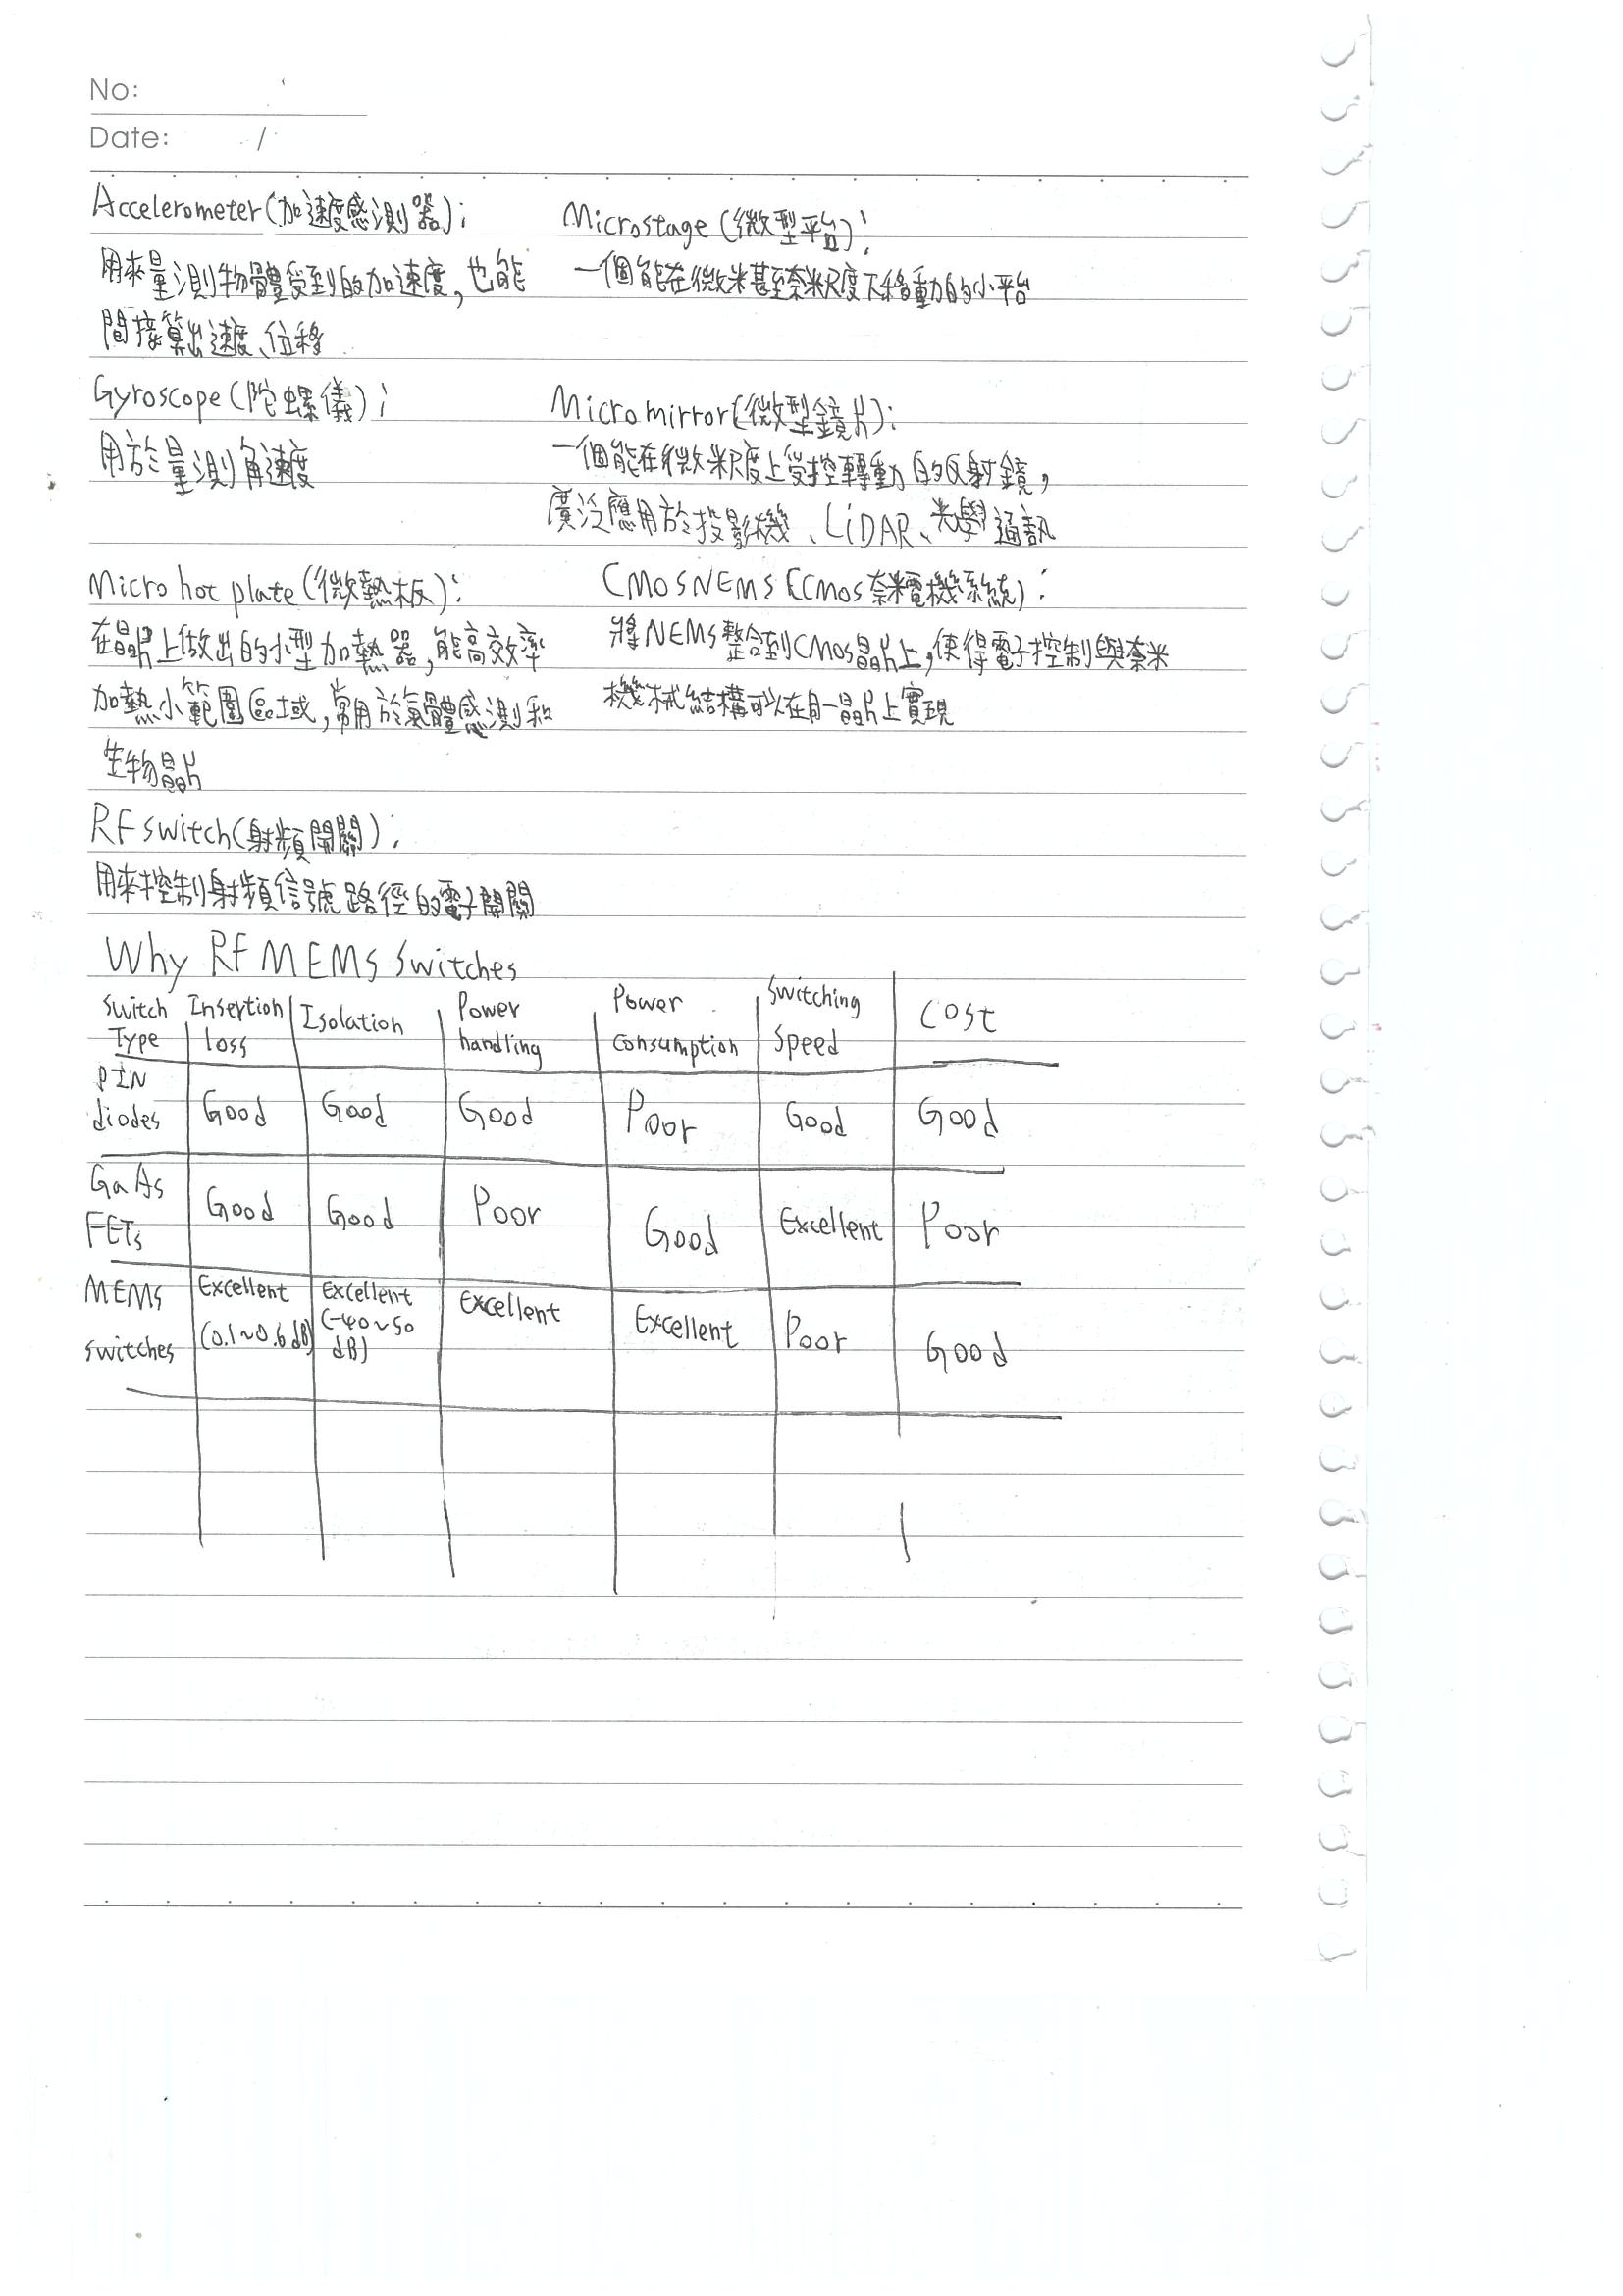 No:
Date: /
Accelerometer(加速度感測器):
用來量測物體受到的加速度,也能
間接算出速度、位移
Microstage(微型平台):
一個能在微米甚至奈米尺度下移動的小平台
Gyroscope(陀螺儀):
用於量測角速度
Micromirror(微型鏡片):
一個能在微米尺度上受控轉動的反射鏡,
廣泛應用於投影機、LiDAR、光學通訊
Micro hot plate(微熱板):
在晶片上做出的小型加熱器,能高效率
加熱小範圍區域,常用於氣體感測和
生物晶片
CMOSNEMS(CMOS奈米電機系統):
將NEMS整合到CMOS晶片上,使得電子控制與奈米
機械結構可以在同一晶片上實現
RF switch(射頻開關):
用來控制射頻信號路徑的電子開關
Why RF MEMS Switches
Switch Type Insertion loss Isolation Power handling Power consumption Switching Speed Cost
PIN diodes Good Good Good Poor Good Good
GaAs FETs Good Good Poor Good Excellent Poor
MEMS switches Excellent (0.1~0.6dB) Excellent (-40~50 dB) Excellent Excellent Poor Good